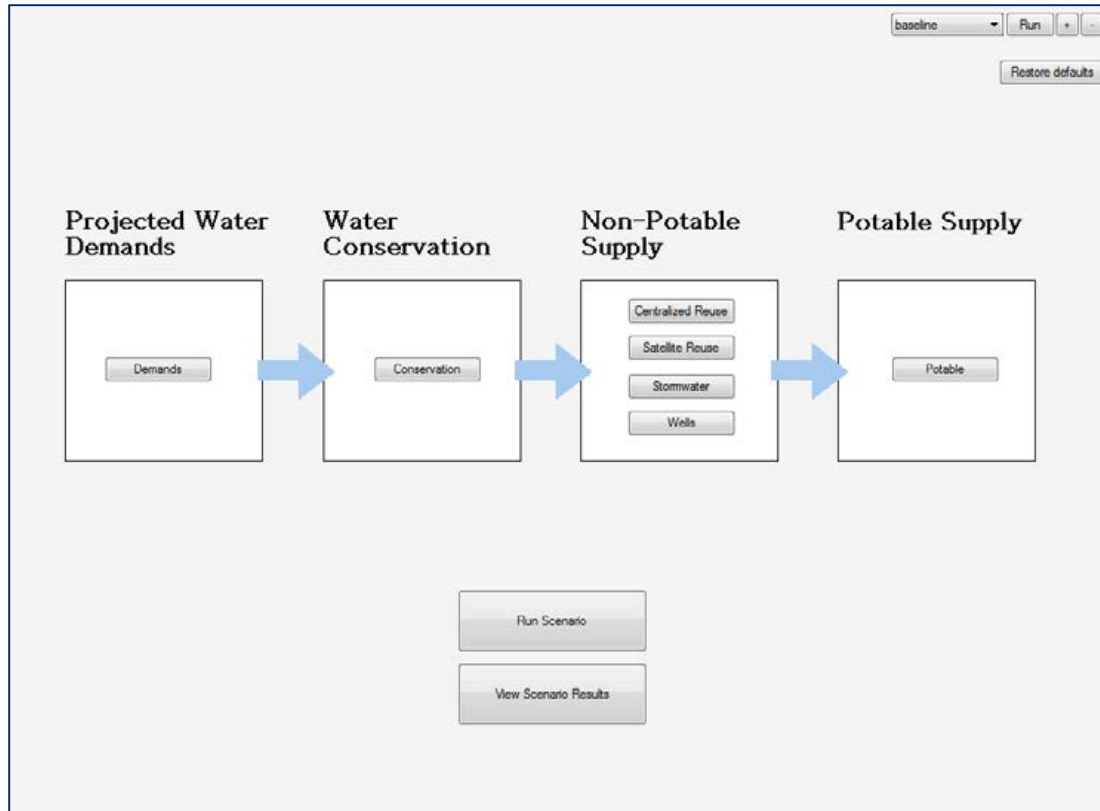 baseline
Run
+
-
Restore defaults
Projected Water
Demands
Water
Conservation
Non-Potable
Supply
Potable Supply
Demands
Conservation
Centralized Reuse
Satellite Reuse
Stormwater
Wells
Potable
Run Scenario
View Scenario Results